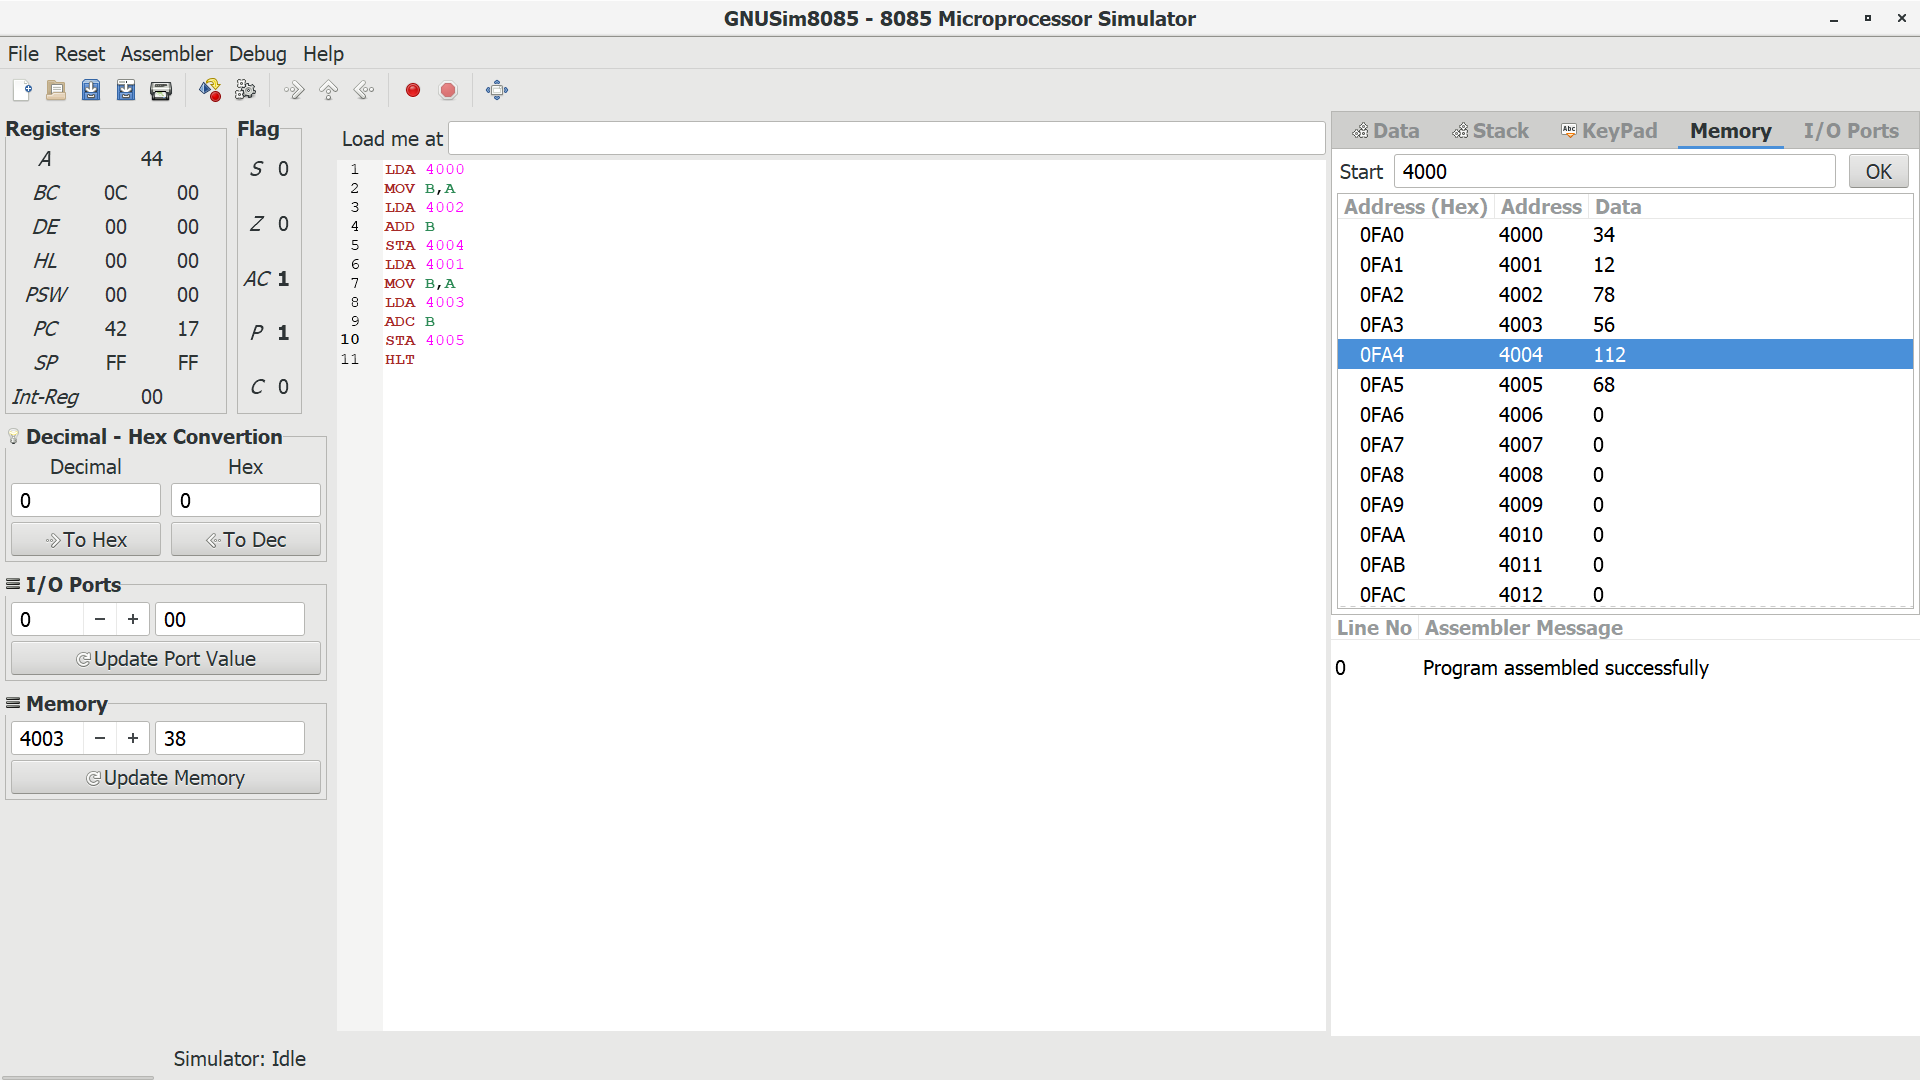 GNUSim8085 - 8085 Microprocessor Simulator
File Reset Assembler Debug Help
Registers
A 44
BC 0C 00
DE 00 00
HL 00 00
PSW 00 00
PC 42 17
SP FF FF
Int-Reg 00
Flag
S 0
Z 0
AC 1
P 1
C 0
Decimal - Hex Convertion
Decimal Hex
0 0
To Hex To Dec
I/O Ports
0 − + 00
Update Port Value
Memory
4003 − + 38
Update Memory
Load me at
1 LDA 4000
2 MOV B,A
3 LDA 4002
4 ADD B
5 STA 4004
6 LDA 4001
7 MOV B,A
8 LDA 4003
9 ADC B
10 STA 4005
11 HLT
Data Stack Abc KeyPad Memory I/O Ports
Start 4000 OK
Address (Hex) Address Data
0FA0 4000 34
0FA1 4001 12
0FA2 4002 78
0FA3 4003 56
0FA4 4004 112
0FA5 4005 68
0FA6 4006 0
0FA7 4007 0
0FA8 4008 0
0FA9 4009 0
0FAA 4010 0
0FAB 4011 0
0FAC 4012 0
Line No Assembler Message
0 Program assembled successfully
Simulator: Idle